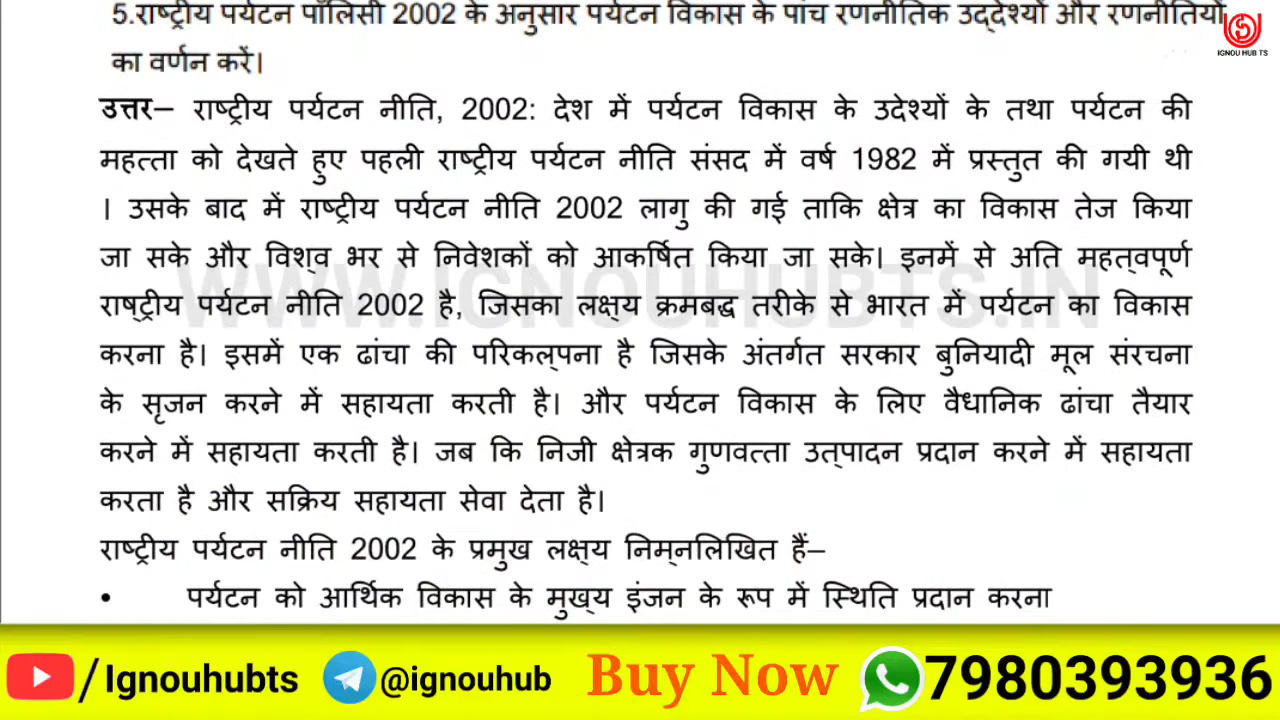 5.राष्ट्रीय पर्यटन पॉलिसी 2002 के अनुसार पर्यटन विकास के पांच रणनीतिक उद्देश्यों और रणनीतियों
का वर्णन करें।
IGNOU HUB TS
उत्तर– राष्ट्रीय पर्यटन नीति, 2002: देश में पर्यटन विकास के उदेश्यों के तथा पर्यटन की
महत्ता को देखते हुए पहली राष्ट्रीय पर्यटन नीति संसद में वर्ष 1982 में प्रस्तुत की गयी थी
। उसके बाद में राष्ट्रीय पर्यटन नीति 2002 लागु की गई ताकि क्षेत्र का विकास तेज किया
जा सके और विश्व भर से निवेशकों को आकर्षित किया जा सके। इनमें से अति महत्वपूर्ण
WWW.IGNOUHUBTS.IN
राष्ट्रीय पर्यटन नीति 2002 है, जिसका लक्ष्य क्रमबद्ध तरीके से भारत में पर्यटन का विकास
करना है। इसमें एक ढांचा की परिकल्पना है जिसके अंतर्गत सरकार बुनियादी मूल संरचना
के सृजन करने में सहायता करती है। और पर्यटन विकास के लिए वैधानिक ढांचा तैयार
करने में सहायता करती है। जब कि निजी क्षेत्रक गुणवत्ता उत्पादन प्रदान करने में सहायता
करता है और सक्रिय सहायता सेवा देता है।
राष्ट्रीय पर्यटन नीति 2002 के प्रमुख लक्ष्य निम्नलिखित हैं–
• पर्यटन को आर्थिक विकास के मुख्य इंजन के रूप में स्थिति प्रदान करना
/Ignouhubts @ignouhub Buy Now 7980393936